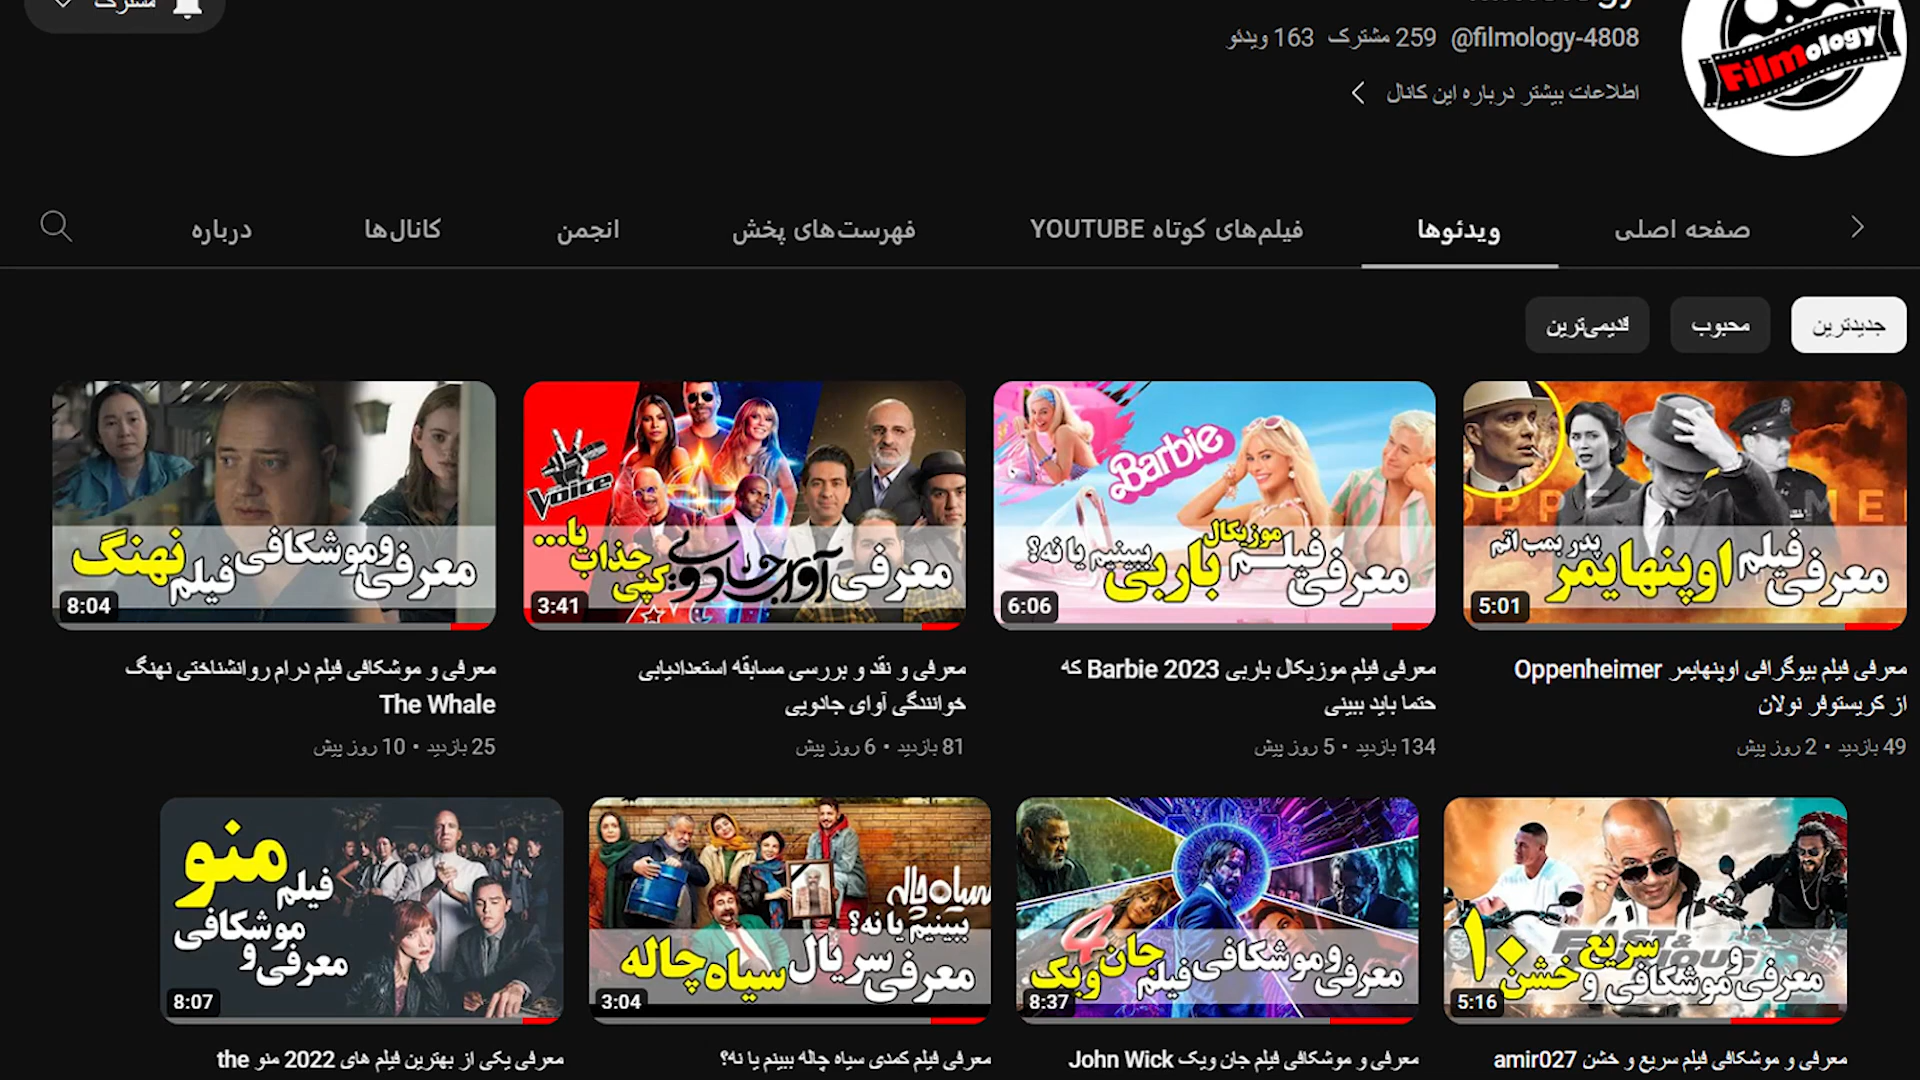 مشترک
@filmology-4808 259 مشترک 163 ویدئو
اطلاعات بیشتر درباره این کانال
Filmology
صفحه اصلی
ویدئوها
فیلم‌های کوتاه YOUTUBE
فهرست‌های پخش
انجمن
کانال‌ها
درباره
جدیدترین
محبوب
قدیمی‌ترین
معرفی فیلم اوپنهایمر پدر بمب اتم
5:01
معرفی فیلم بیوگرافی اوپنهایمر Oppenheimer
از کریستوفر نولان
49 بازدید • 2 روز پیش
Barbie
معرفی فیلم موزیکال باربی ببینیم یا نه؟
6:06
معرفی فیلم موزیکال باربی Barbie 2023 که
حتما باید ببینی
134 بازدید • 5 روز پیش
Voice
معرفی آوای جادویی جذاب یا... کپی
3:41
معرفی و نقد و بررسی مسابقه استعدادیابی
خوانندگی آوای جادویی
81 بازدید • 6 روز پیش
معرفی و موشکافی فیلم نهنگ
8:04
معرفی و موشکافی فیلم درام روانشناختی نهنگ
The Whale
25 بازدید • 10 روز پیش
معرفی و موشکافی سریع و خشن ۱۰
5:16
معرفی و موشکافی فیلم سریع و خشن amir027
معرفی و موشکافی فیلم جان ویک 4
8:37
معرفی و موشکافی فیلم جان ویک John Wick
سیاه چاله
ببینیم یا نه؟
معرفی سریال سیاه چاله
3:04
معرفی فیلم کمدی سیاه چاله ببینم یا نه؟
منو
فیلم
موشکافی
معرفی و
8:07
معرفی یکی از بهترین فیلم های 2022 منو the